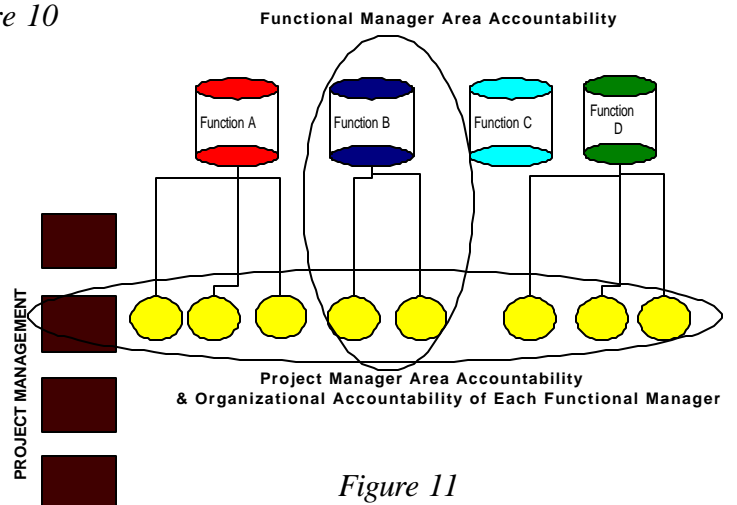 re 10
Functional Manager Area Accountability
Function A
Function B
Function C
Function
D
PROJECT MANAGEMENT
Project Manager Area Accountability
& Organizational Accountability of Each Functional Manager
Figure 11